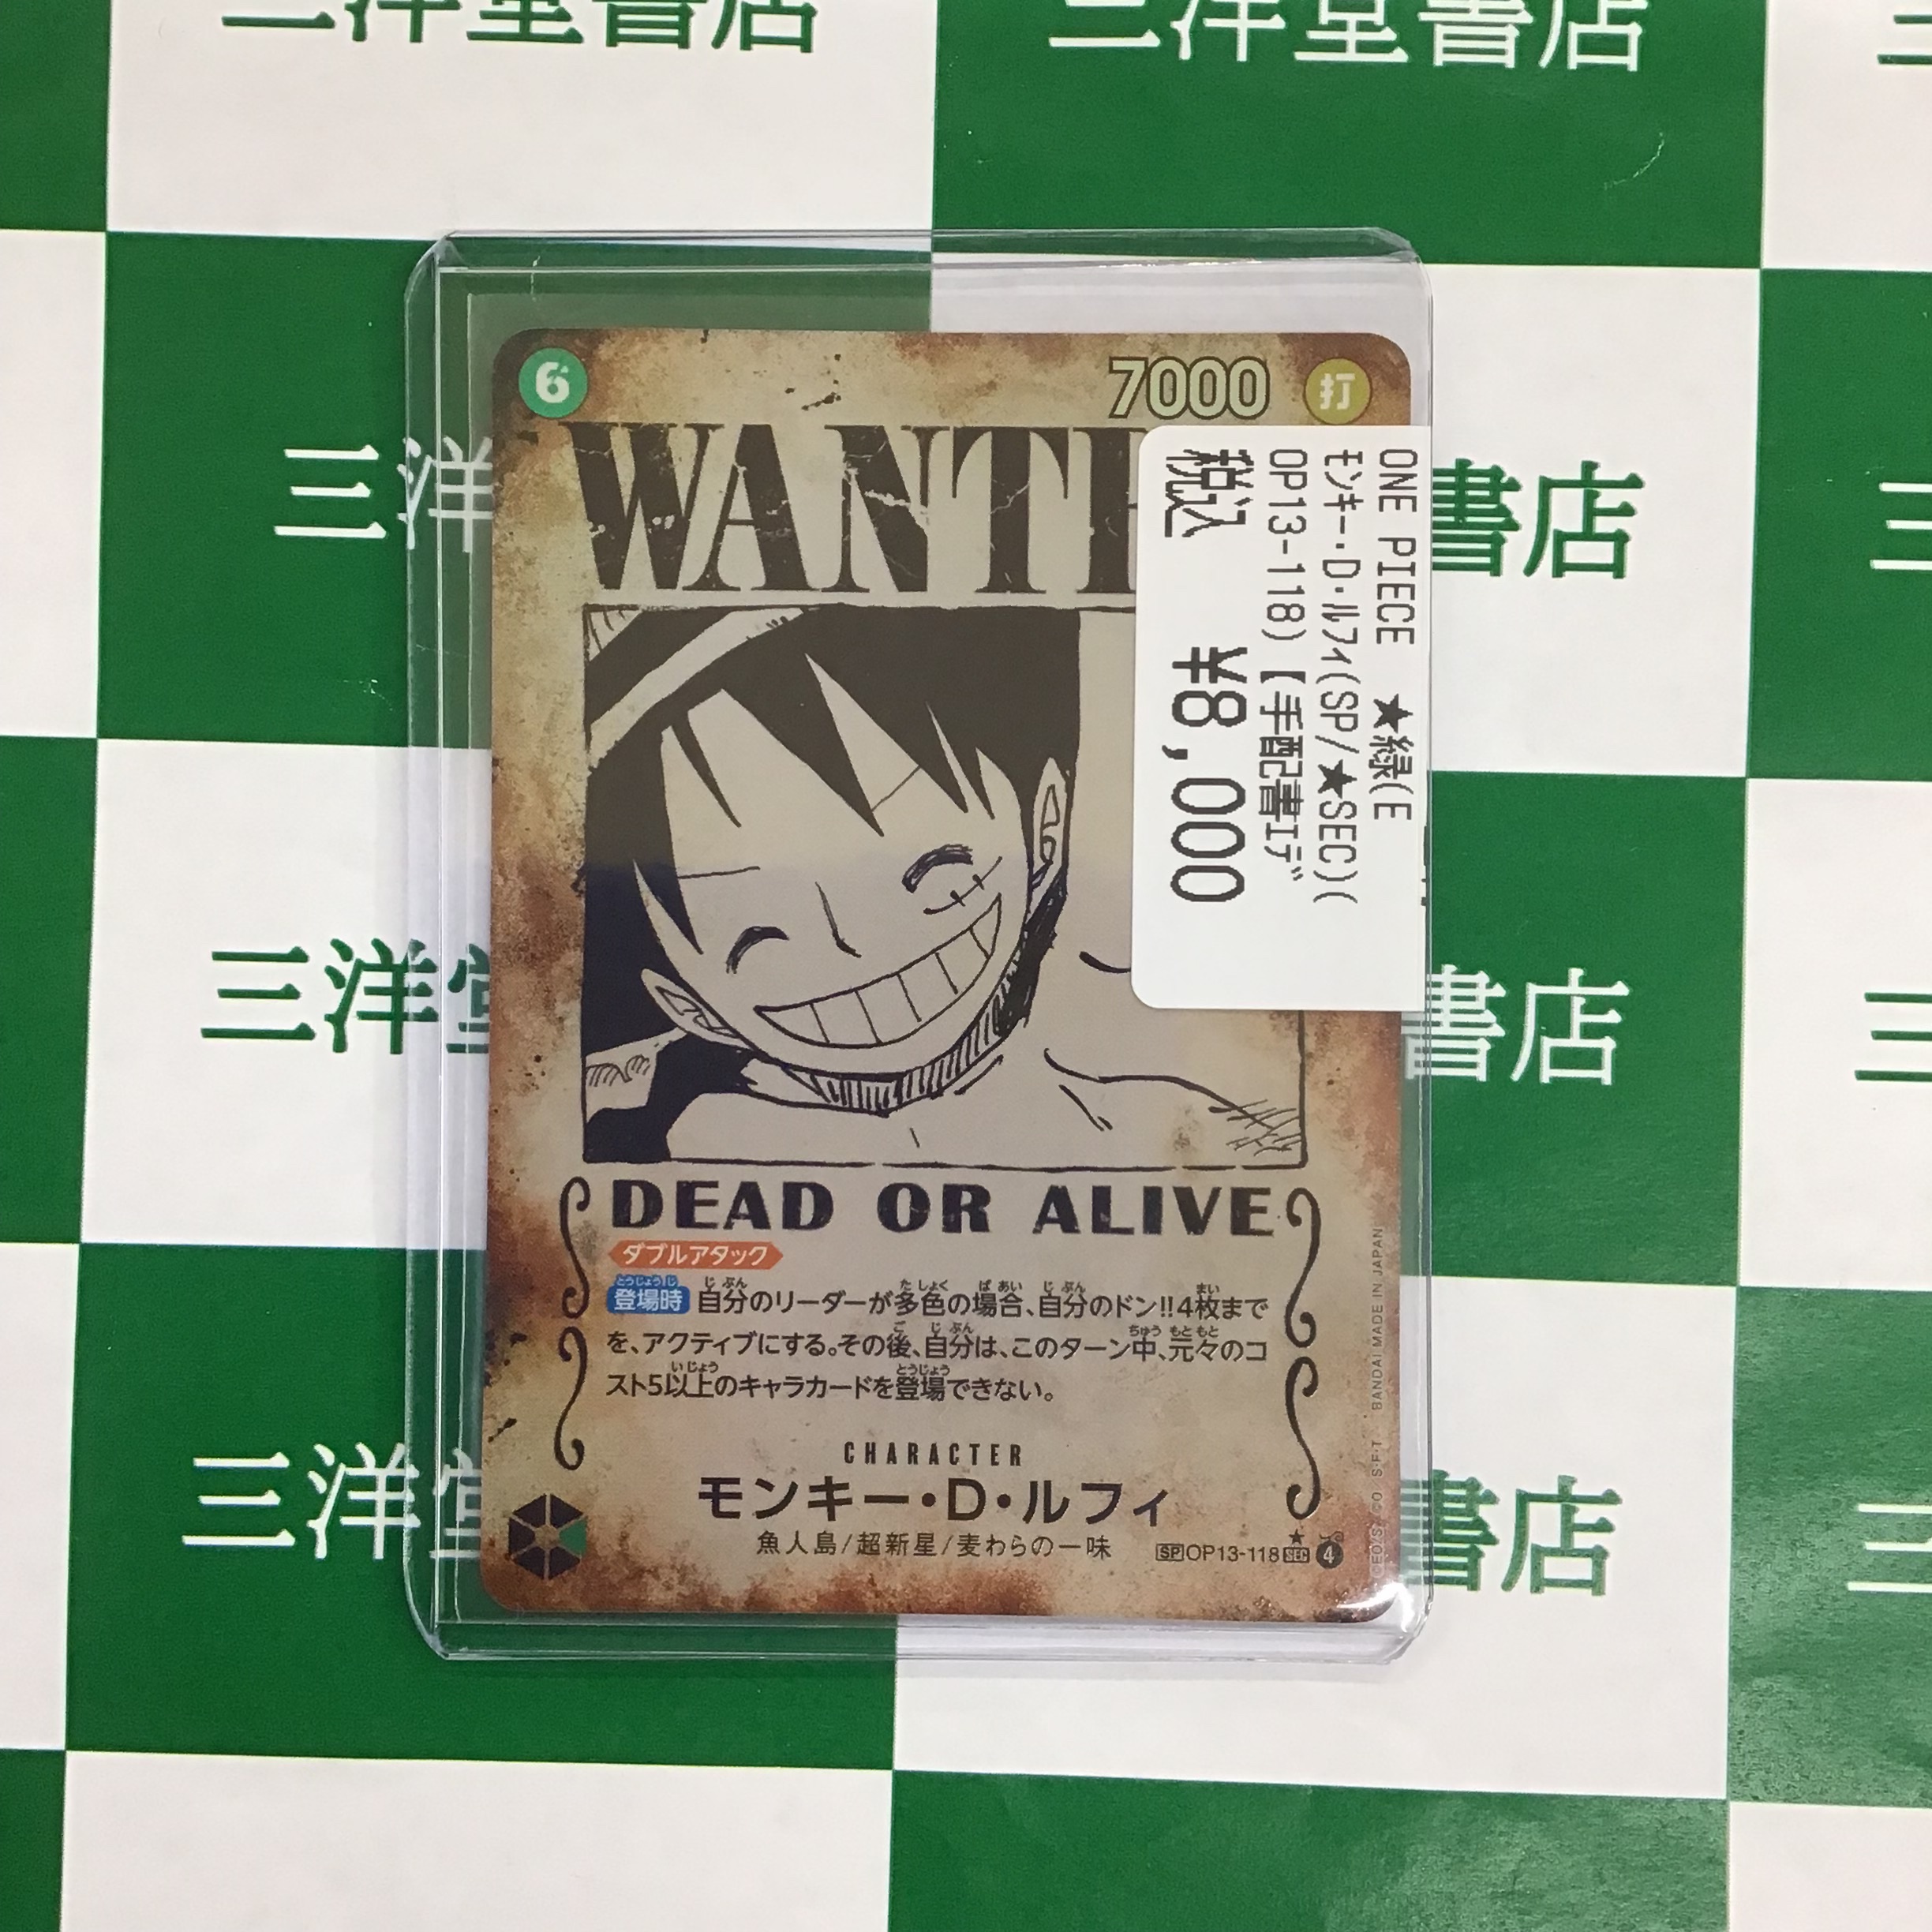 三洋堂書店
三洋堂書店
6
7000
打
WANTE
ONE PIECE ★緑(E
ﾓﾝｷｰ・D・ﾙﾌｨ(SP/★SEC)(
OP13-118)【手配書ｴﾃﾞ
税込 ¥8,000
三洋
書店
三洋堂
書店
DEAD OR ALIVE
ダブルアタック
登場時 自分のリーダーが多色の場合、自分のドン!!4枚まで
を、アクティブにする。その後、自分は、このターン中、元々のコ
スト5以上のキャラカードを登場できない。
CHARACTER
モンキー・D・ルフィ
魚人島/超新星/麦わらの一味
SP OP13-118 SEC 4
BANDAI MADE IN JAPAN
三洋堂
書店